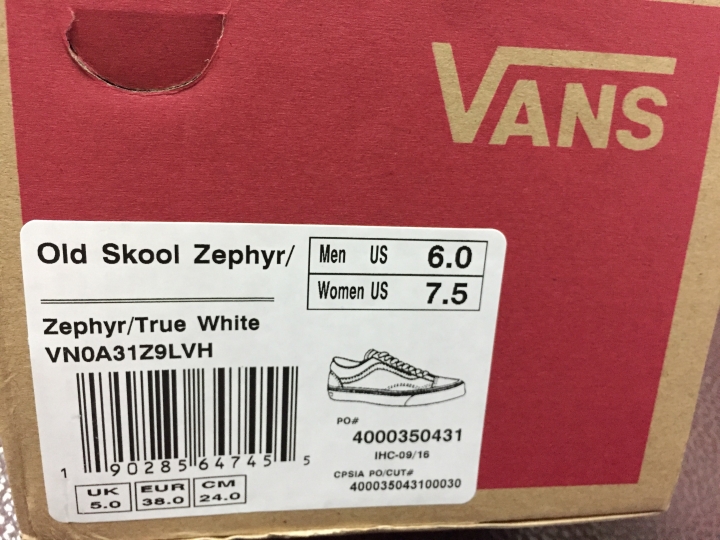 VANS
Old Skool Zephyr/
Men US 6.0
Women US 7.5
Zephyr/True White
VN0A31Z9LVH
PO#
4000350431
IHC-09/16
CPSIA PO/CUT#
400035043100030
1 90285 64745 5
UK 5.0
EUR 38.0
CM 24.0